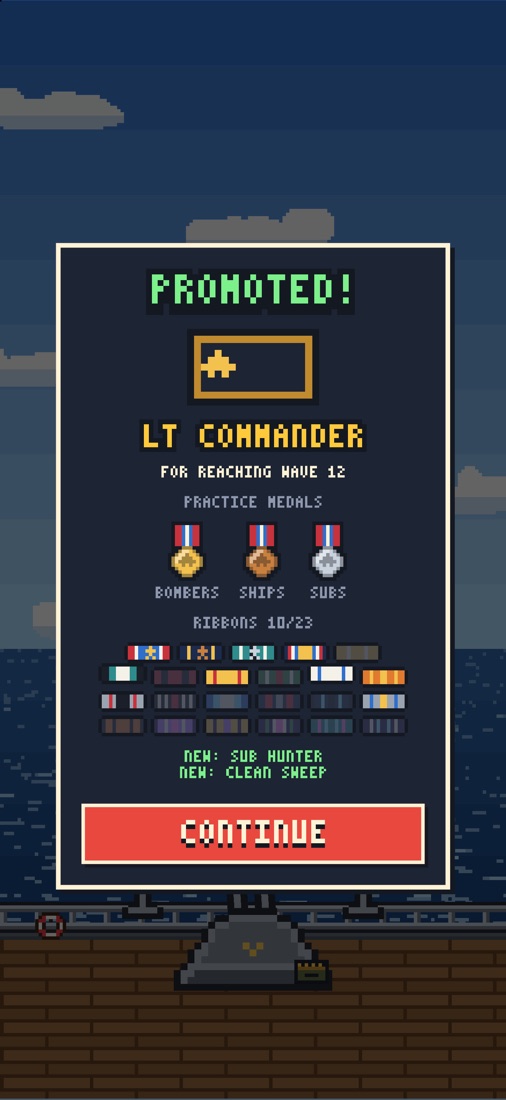 PROMOTED!
LT COMMANDER
FOR REACHING WAVE 12
PRACTICE MEDALS
BOMBERS SHIPS SUBS
RIBBONS 10/23
NEW: SUB HUNTER
NEW: CLEAN SWEEP
CONTINUE